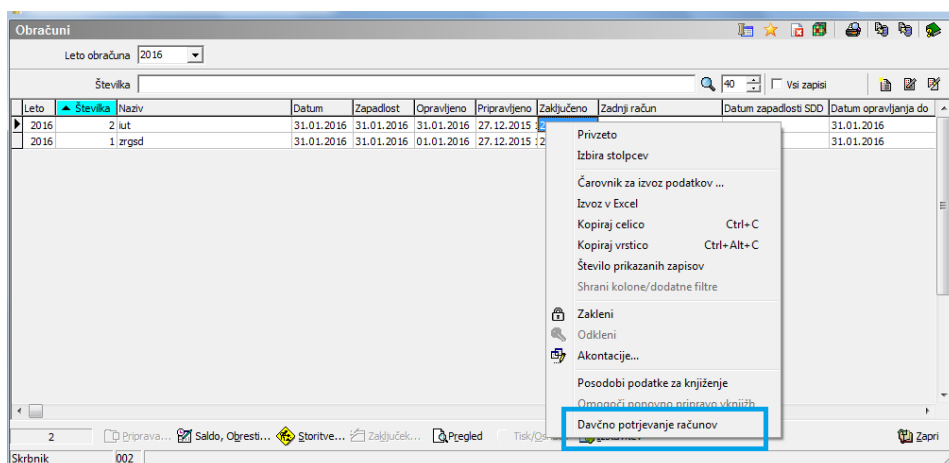 Obračuni
Leto obračuna 2016
Številka 40 Vsi zapisi
Leto Številka Naziv Datum Zapadlost Opravljeno Pripravljeno Zaključeno Zadnji račun Datum zapadlosti SDD Datum opravljanja do
2016 2 iut 31.01.2016 31.01.2016 31.01.2016 27.12.2015 31.01.2016
2016 1 zrgsd 31.01.2016 31.01.2016 01.01.2016 27.12.2015 31.01.2016
Privzeto
Izbira stolpcev
Čarovnik za izvoz podatkov ...
Izvoz v Excel
Kopiraj celico Ctrl+C
Kopiraj vrstico Ctrl+Alt+C
Število prikazanih zapisov
Shrani kolone/dodatne filtre
Zakleni
Odkleni
Akontacije...
Posodobi podatke za knjiženje
Omogoči ponovno pripravo vknjižb
Davčno potrjevanje računov
2 Priprava... Saldo, Obresti... Storitve... Zaključek... Pregled Zapri
Skrbnik 002